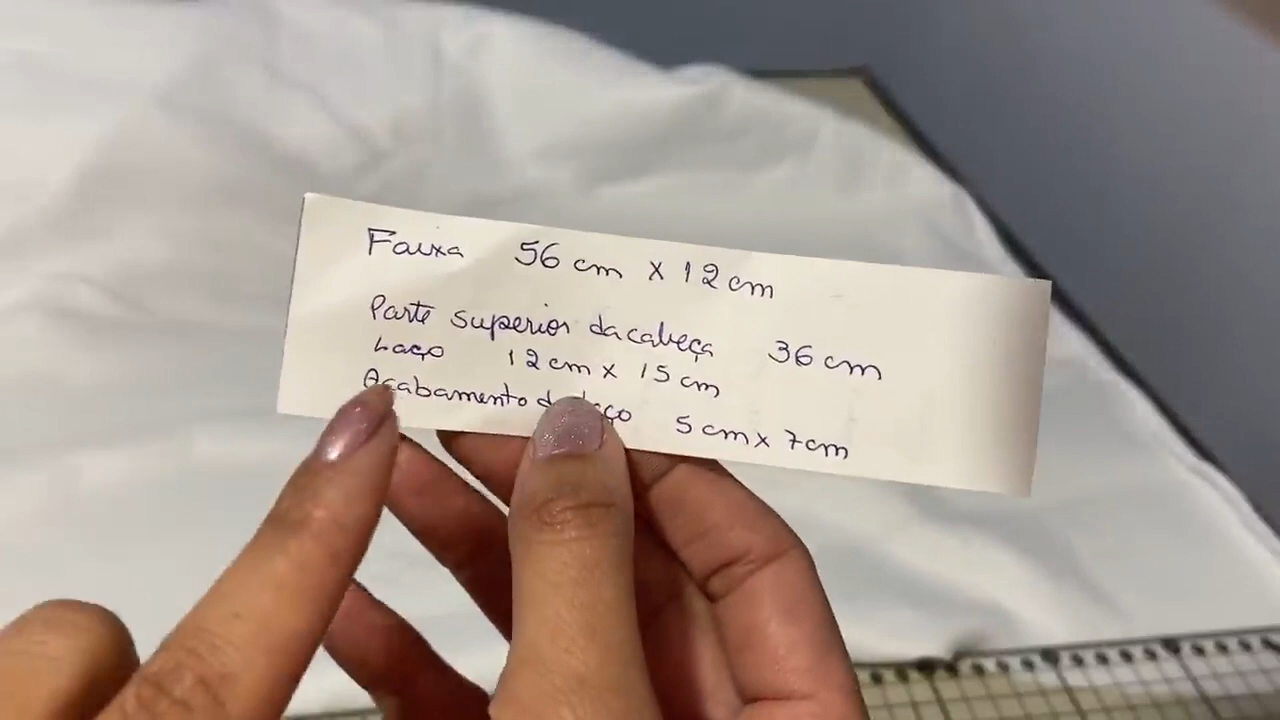 Faixa 56 cm x 12 cm
Parte superior da cabeça 36 cm
Laço 12 cm x 15 cm
Acabamento 5 cm x 7 cm